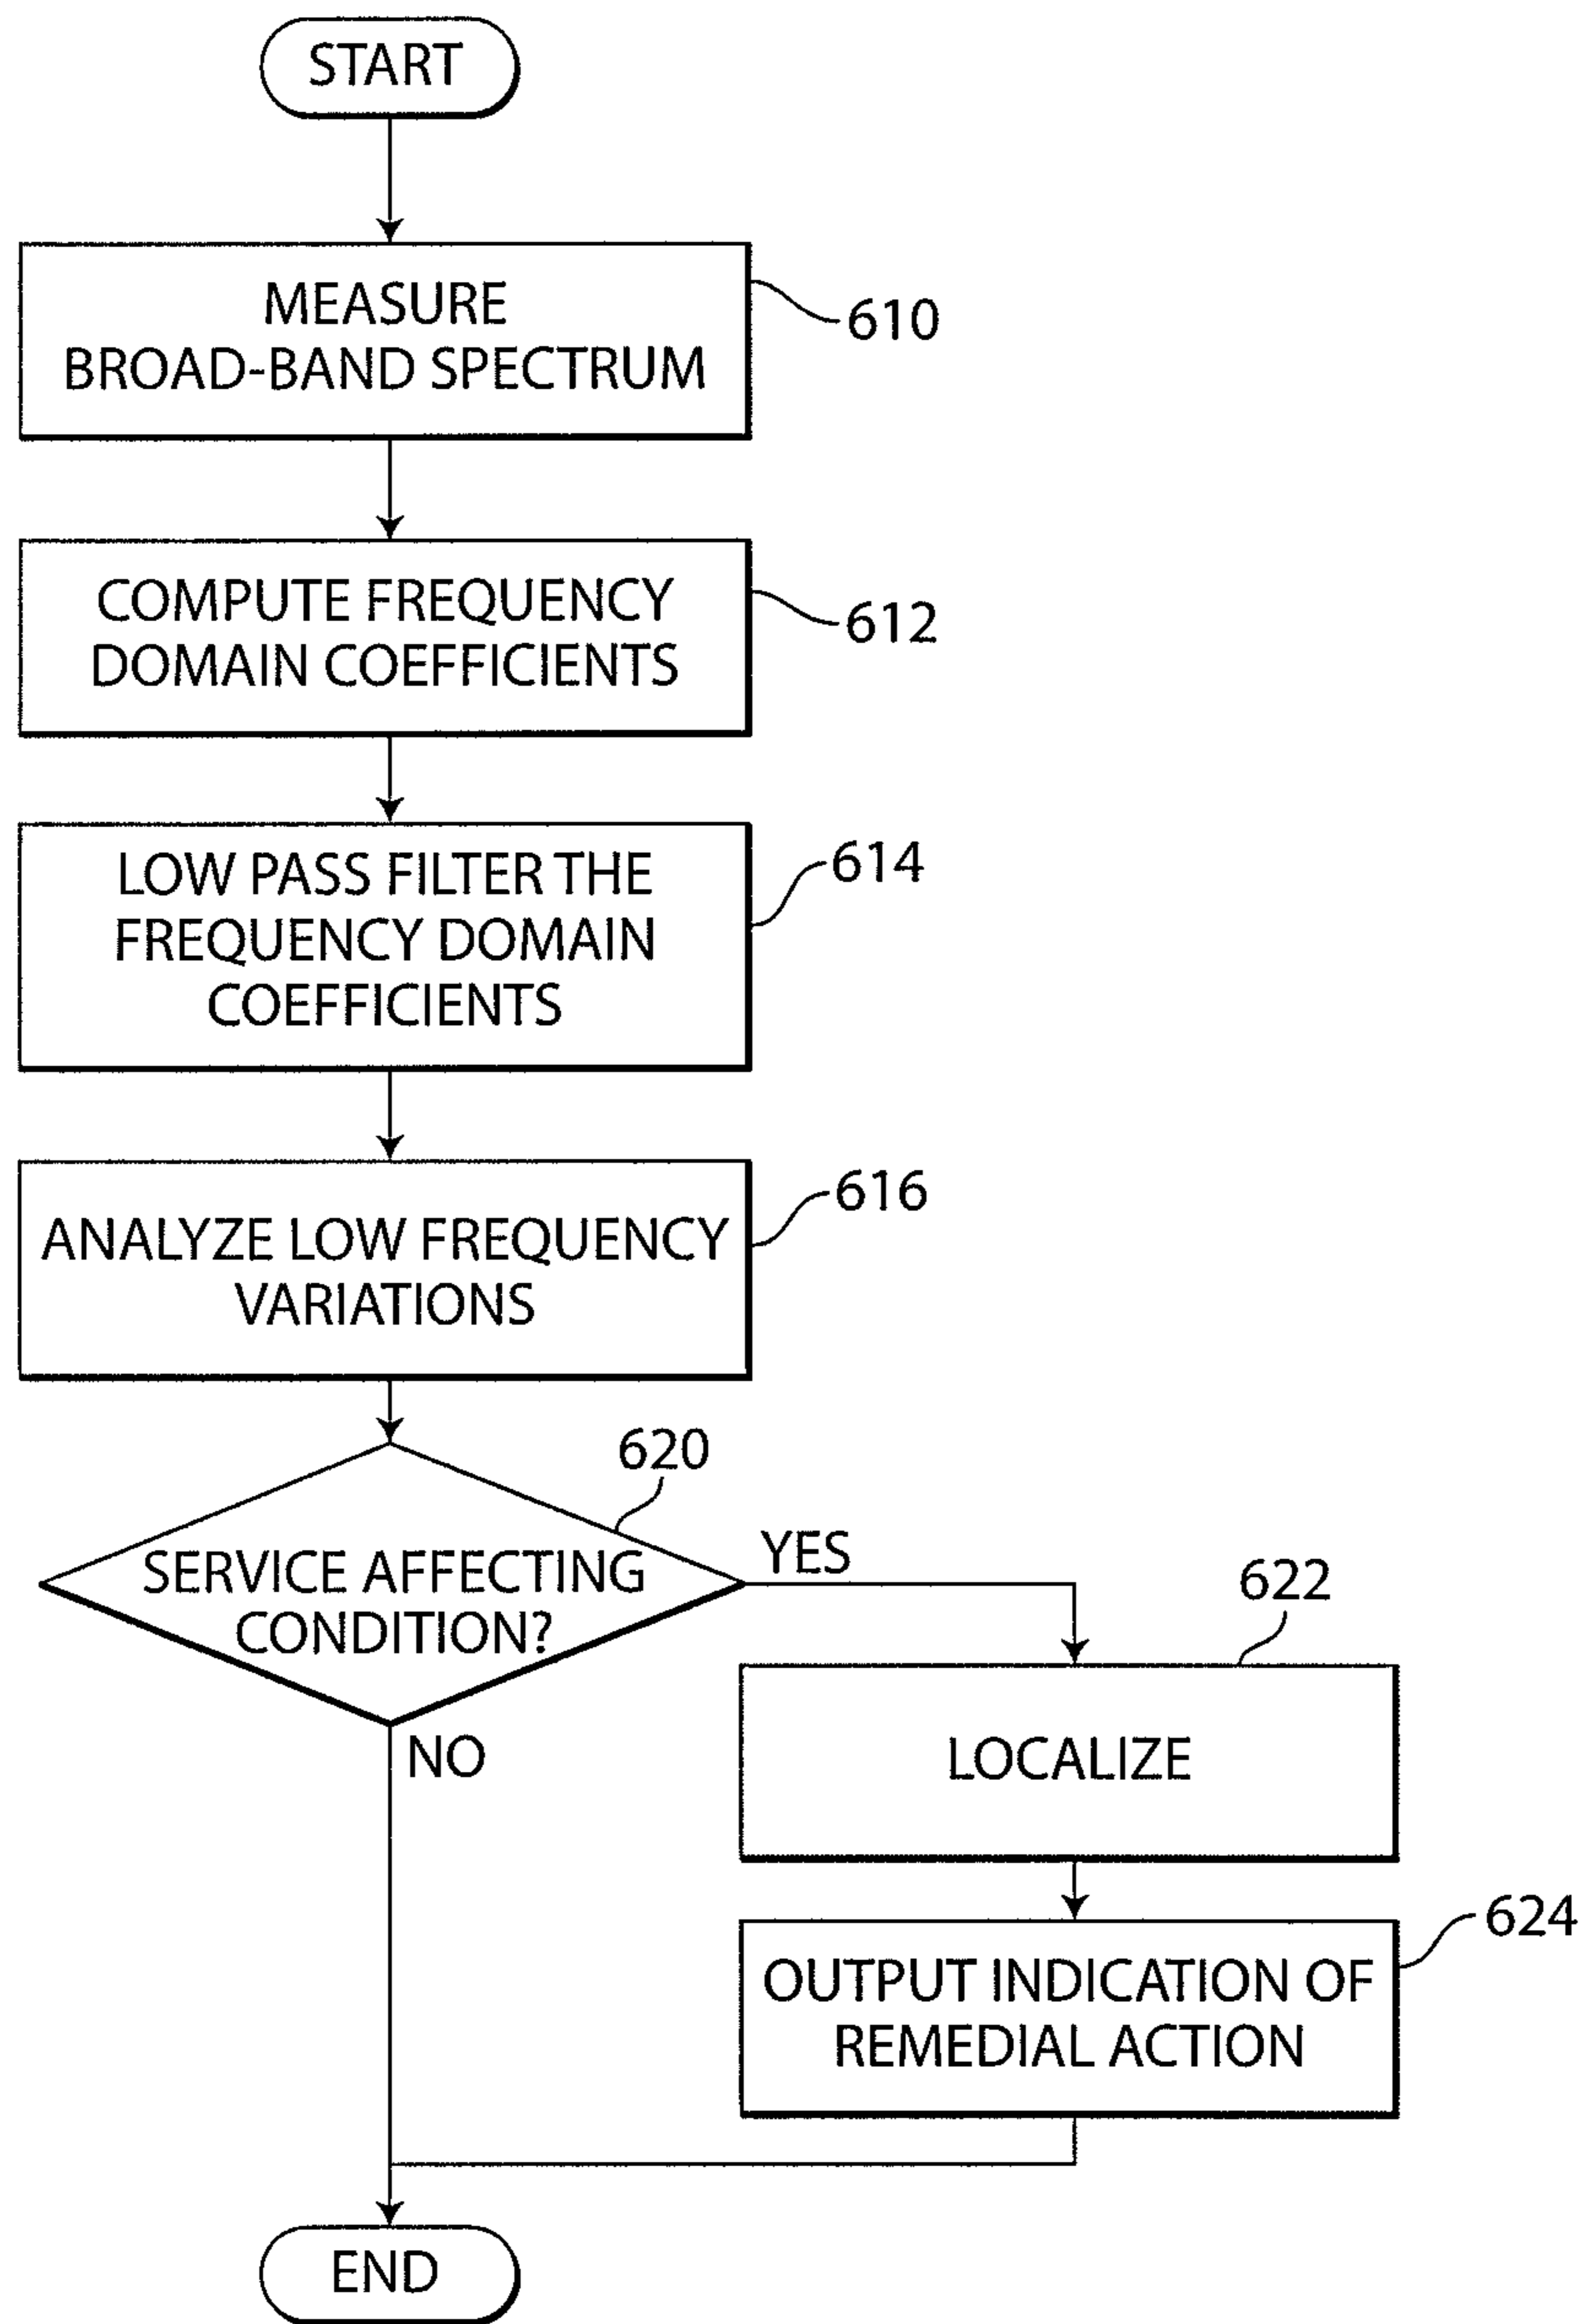 START
MEASURE
BROAD-BAND SPECTRUM
610
COMPUTE FREQUENCY
DOMAIN COEFFICIENTS
612
LOW PASS FILTER THE
FREQUENCY DOMAIN
COEFFICIENTS
614
ANALYZE LOW FREQUENCY
VARIATIONS
616
620
SERVICE AFFECTING
CONDITION?
YES
NO
622
LOCALIZE
624
OUTPUT INDICATION OF
REMEDIAL ACTION
END